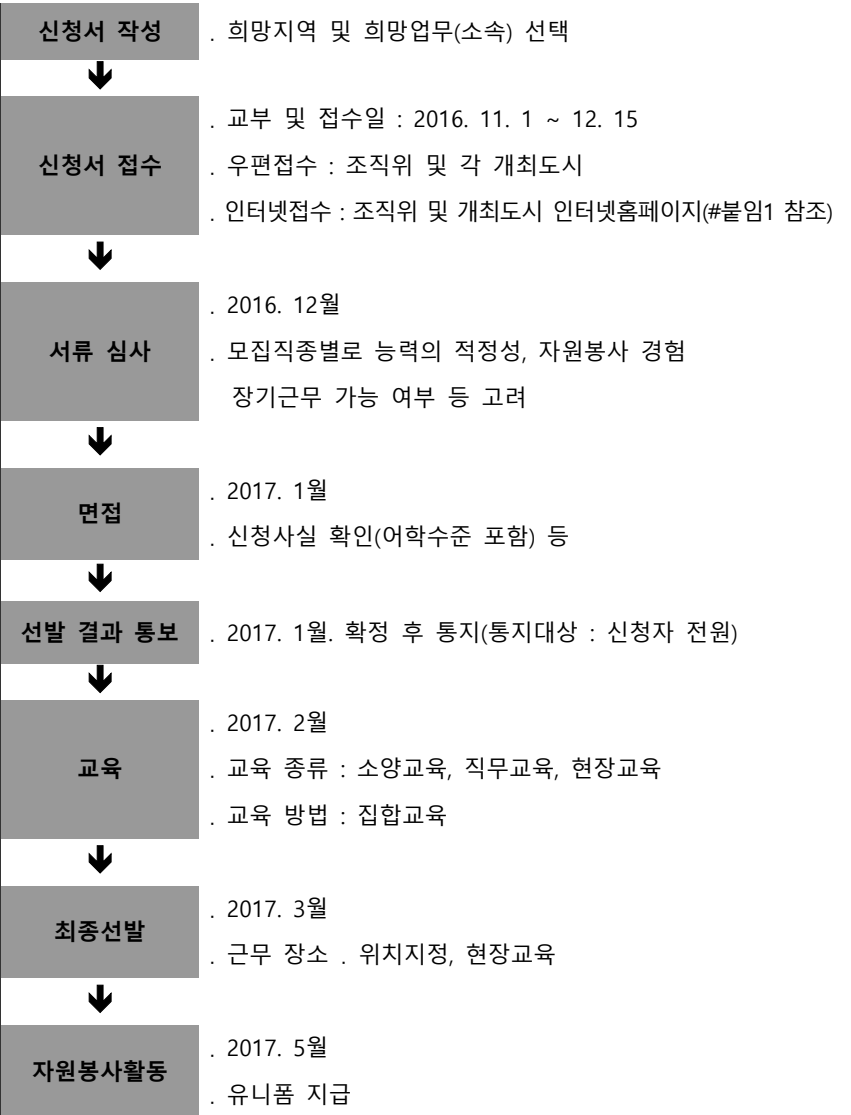 신청서 작성
. 희망지역 및 희망업무(소속) 선택
신청서 접수
. 교부 및 접수일 : 2016. 11. 1 ~ 12. 15
. 우편접수 : 조직위 및 각 개최도시
. 인터넷접수 : 조직위 및 개최도시 인터넷홈페이지(#붙임1 참조)
서류 심사
. 2016. 12월
. 모집직종별로 능력의 적정성, 자원봉사 경험
장기근무 가능 여부 등 고려
면접
. 2017. 1월
. 신청사실 확인(어학수준 포함) 등
선발 결과 통보
. 2017. 1월. 확정 후 통지(통지대상 : 신청자 전원)
교육
. 2017. 2월
. 교육 종류 : 소양교육, 직무교육, 현장교육
. 교육 방법 : 집합교육
최종선발
. 2017. 3월
. 근무 장소 . 위치지정, 현장교육
자원봉사활동
. 2017. 5월
. 유니폼 지급